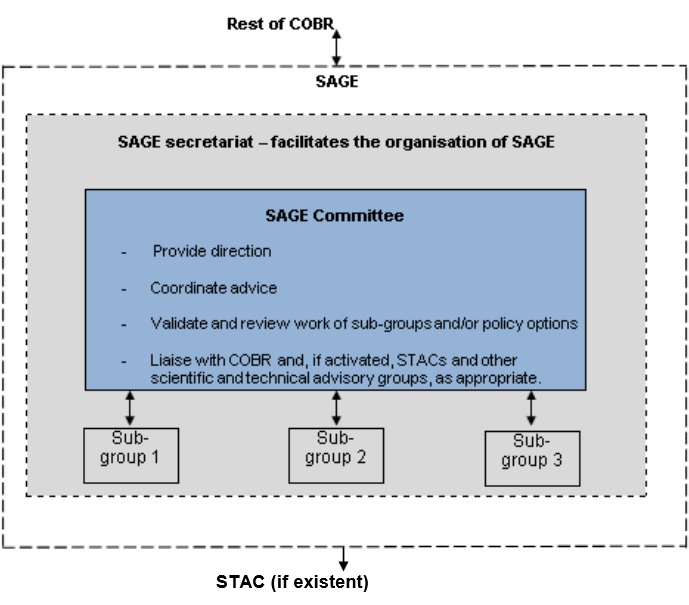 Rest of COBR
SAGE
SAGE secretariat – facilitates the organisation of SAGE
SAGE Committee
- Provide direction
- Coordinate advice
- Validate and review work of sub-groups and/or policy options
- Liaise with COBR and, if activated, STACs and other
scientific and technical advisory groups, as appropriate.
Sub-
group 1
Sub-
group 2
Sub-
group 3
STAC (if existent)